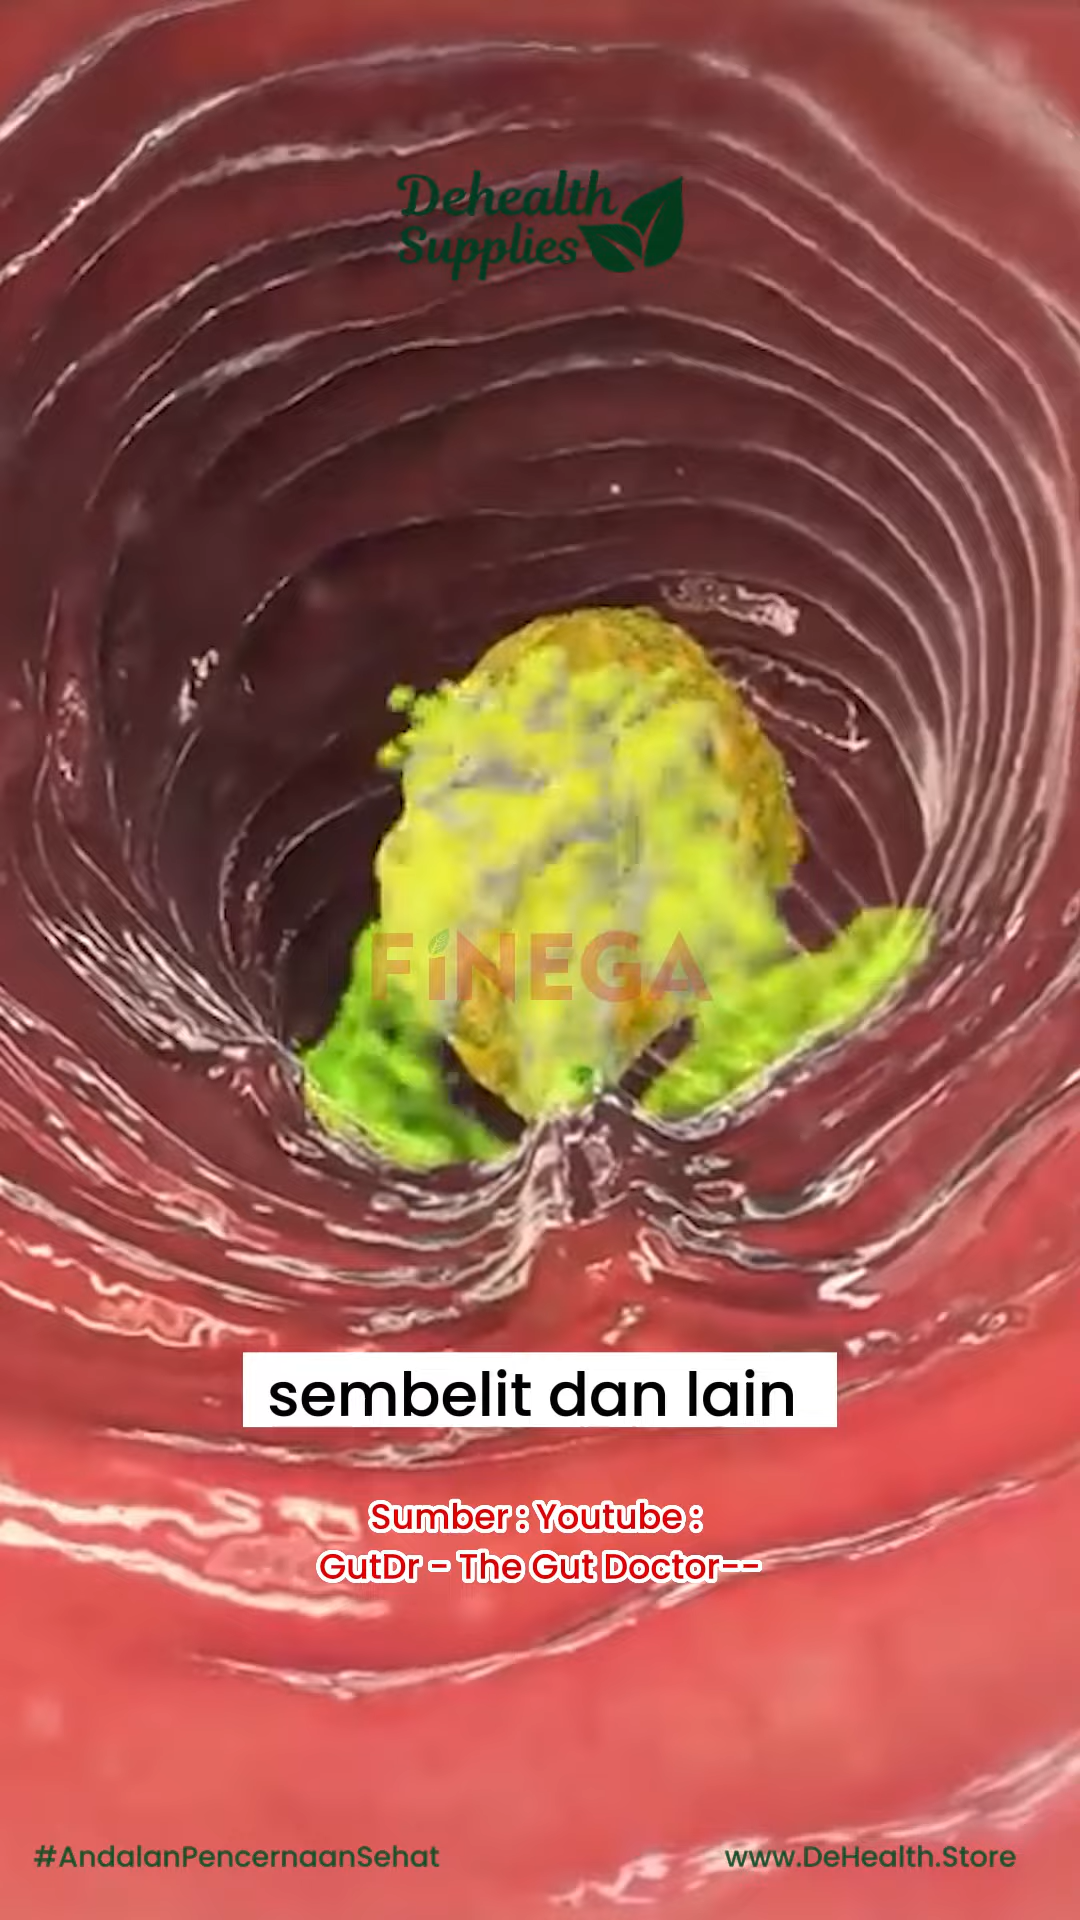 Dehealth
Supplies
FiNEGA
sembelit dan lain
Sumber : Youtube :
GutDr - The Gut Doctor--
#AndalanPencernaanSehat
www.DeHealth.Store